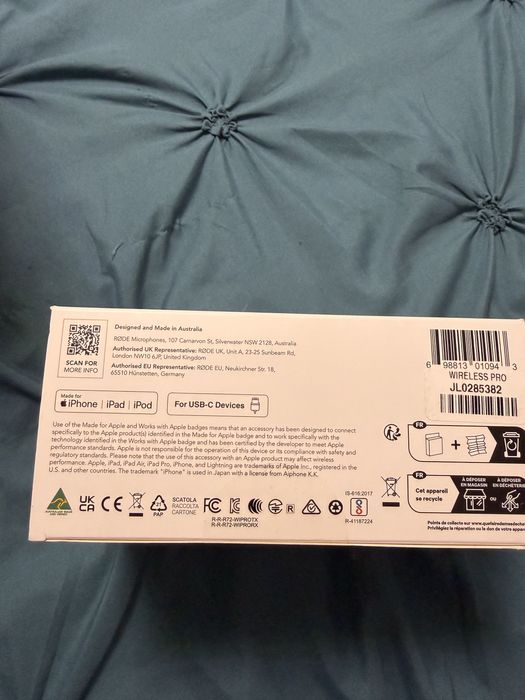 SCAN FOR
MORE INFO
Designed and Made in Australia
RØDE Microphones, 107 Carnarvon St, Silverwater NSW 2128, Australia
Authorised UK Representative: RØDE UK, Unit A, 23-25 Sunbeam Rd,
London NW10 6JP, United Kingdom
Authorised EU Representative: RØDE EU, Neukirchner Str. 18,
65510 Hünstetten, Germany
Made for
iPhone | iPad | iPod
For USB-C Devices
Use of the Made for Apple and Works with Apple badges means that an accessory has been designed to connect
specifically to the Apple product(s) identified in the Made for Apple badge and to work specifically with the
technology identified in the Works with Apple badge and has been certified by the developer to meet Apple
performance standards. Apple is not responsible for the operation of this device or its compliance with safety and
regulatory standards. Please note that the use of this accessory with an Apple product may affect wireless
performance. Apple, iPad, iPad Air, iPad Pro, iPhone, and Lightning are trademarks of Apple Inc., registered in the
U.S. and other countries. The trademark "iPhone" is used in Japan with a license from Aiphone K.K.
UK
CA
CE
PAP
SCATOLA
RACCOLTA
CARTONE
FC
R
R-R-R72-WIPROTX
R-R-R72-WIPRORX
IS-616:2017
R-41187224
6 98813 01094 3
WIRELESS PRO
JL0285382
FR
+
FR
Cet appareil
se recycle
À DÉPOSER
EN MAGASIN
OU
À DÉPOSER
EN DÉCHÈTERIE
Points de collecte sur www.quefairedemesdeche
Privilégiez la réparation ou le don de votre appar